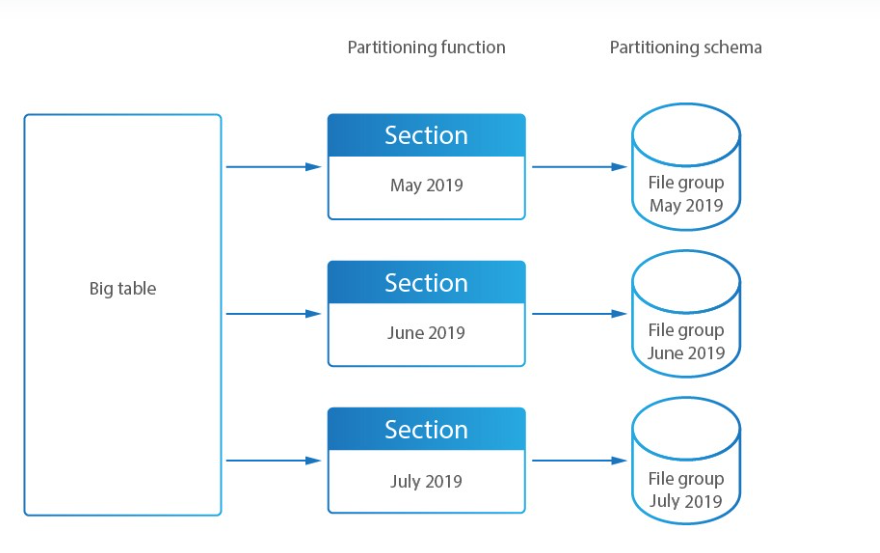 Partitioning function
Partitioning schema
Big table
Section
May 2019
File group
May 2019
Section
June 2019
File group
June 2019
Section
July 2019
File group
July 2019